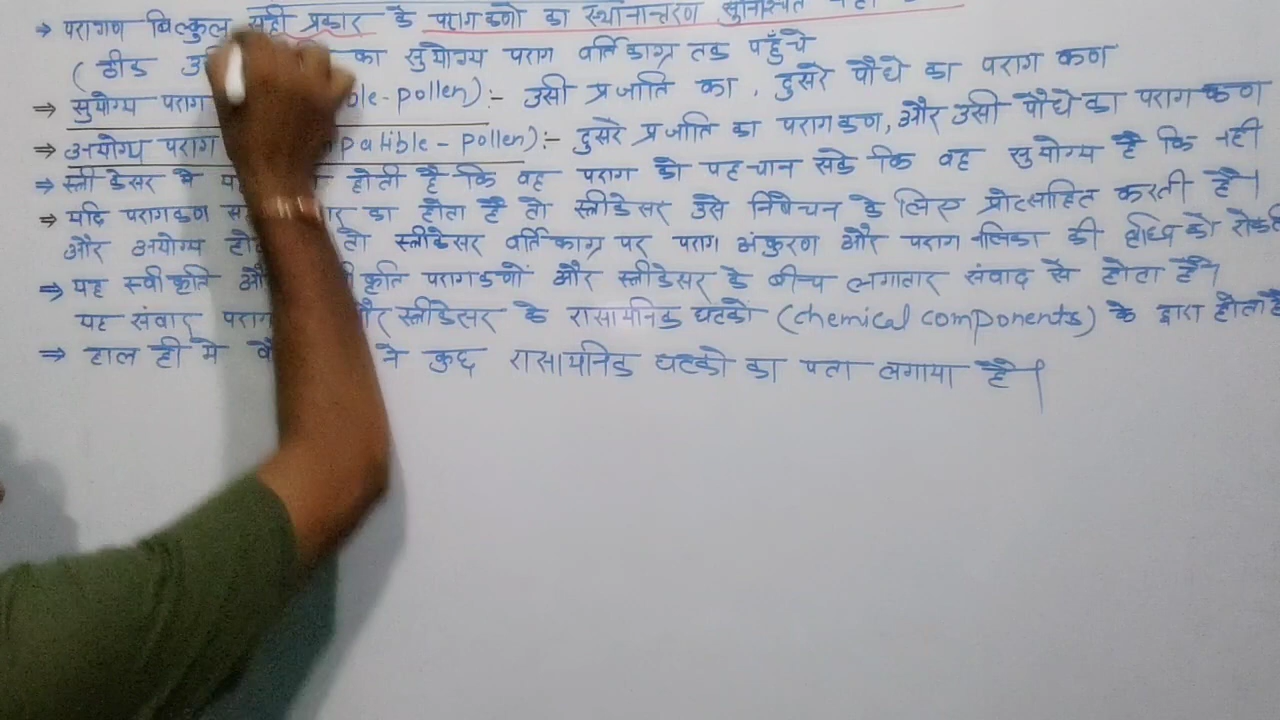 → परागण बिल्कुल सही प्रकार के परागकणो का स्थानान्तरण सुनिश्चित नही
( ठीक का सुयोग्य पराग वर्तिकाग्र तक पहुँचे
⇒ सुयोग्य पराग ble-pollen) :- उसी प्रजाति का , दुसरे पौधे का पराग कण
⇒ अयोग्य पराग mpatible - pollen) :- दुसरे प्रजाति का परागकण, और उसी पौधे का परागकण
⇒ स्त्रीकेसर मे होती है कि वह पराग को पहचान सके कि वह सुयोग्य है कि नही
⇒ यदि परागकण का होता है तो स्त्रीकेसर उसे निषेचन के लिए प्रोत्साहित करती है।
और अयोग्य तो स्त्रीकेसर वर्तिकाग्र पर पराग अंकुरण और पराग नलिका की वृध्दि को
⇒ यह स्वीकृति कृति परागकणों और स्त्रीकेसर के बीच लगातार संवाद से होता है।
यह संवाद पराग और स्त्रीकेसर के रासायनिक घटको (chemical components) के द्वारा होता है
⇒ हाल ही मे ने कुछ रासायनिक घटको का पता लगाया है।